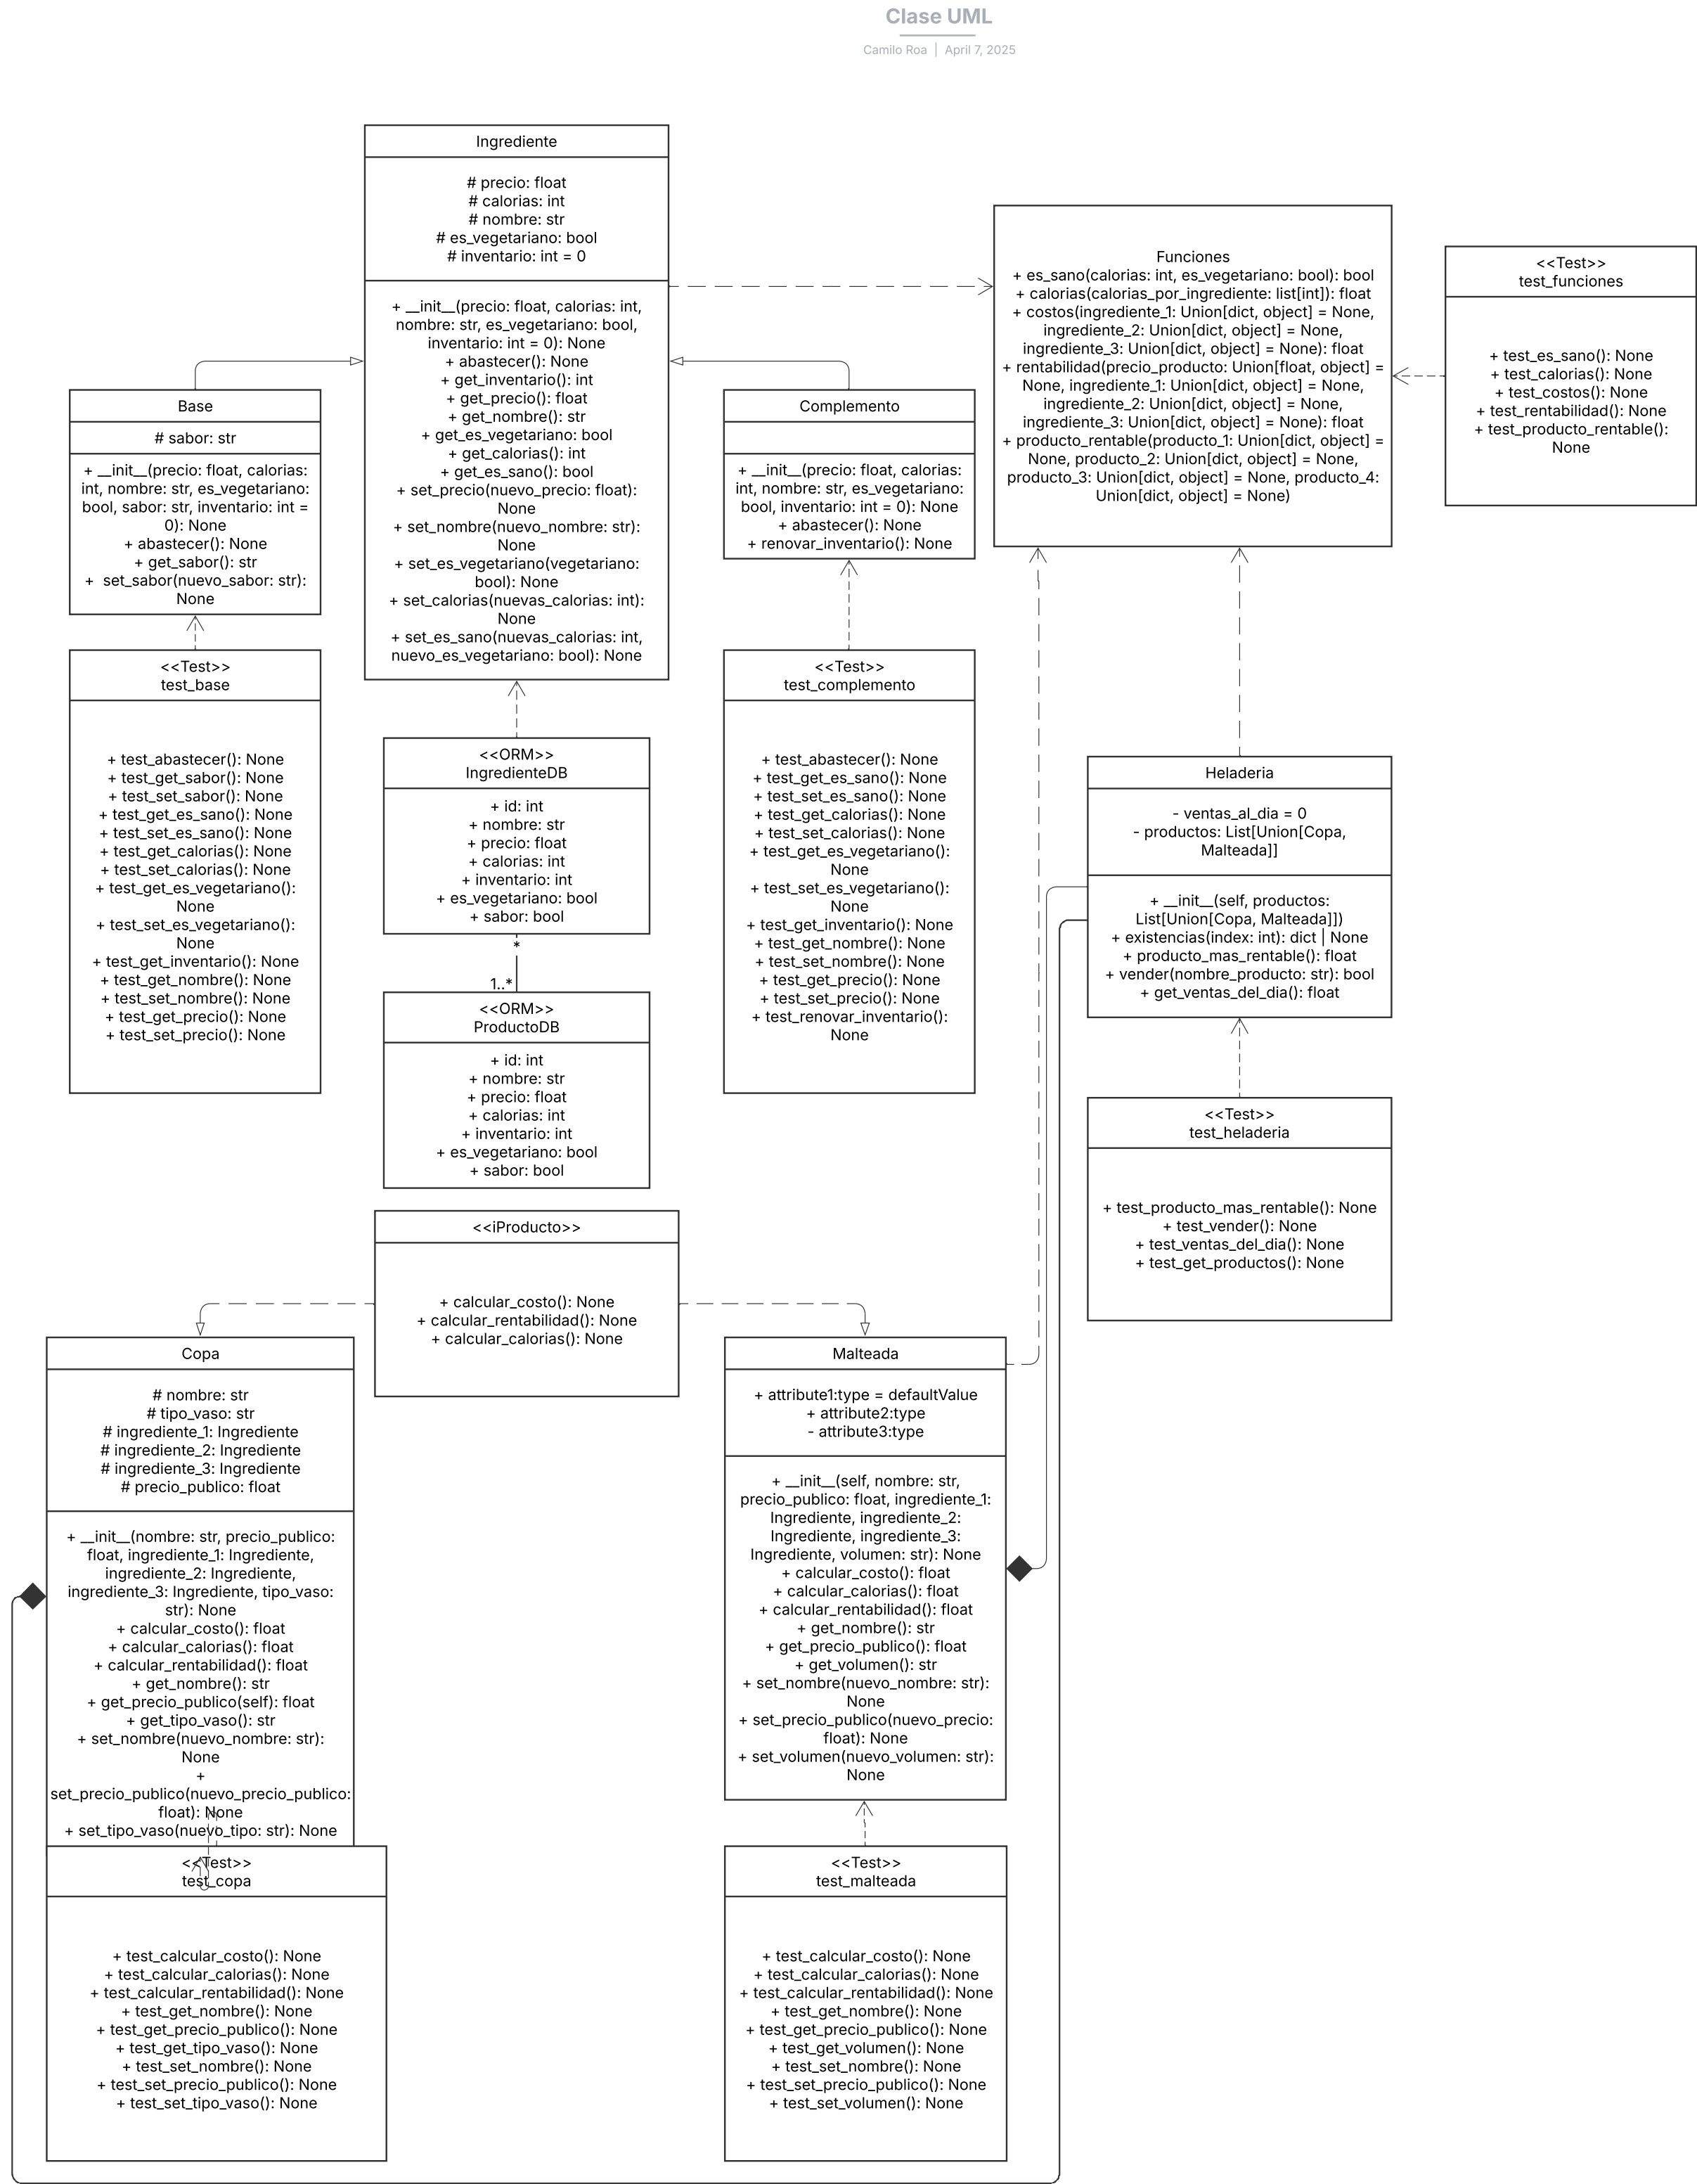 Clase UML
Camilo Roa | April 7, 2025
Ingrediente
# precio: float
# calorias: int
# nombre: str
# es_vegetariano: bool
# inventario: int = 0
+ __init__(precio: float, calorias: int,
nombre: str, es_vegetariano: bool,
inventario: int = 0): None
+ abastecer(): None
+ get_inventario(): int
+ get_precio(): float
+ get_nombre(): str
+ get_es_vegetariano: bool
+ get_calorias(): int
+ get_es_sano(): bool
+ set_precio(nuevo_precio: float):
None
+ set_nombre(nuevo_nombre: str):
None
+ set_es_vegetariano(vegetariano:
bool): None
+ set_calorias(nuevas_calorias: int):
None
+ set_es_sano(nuevas_calorias: int,
nuevo_es_vegetariano: bool): None
Funciones
+ es_sano(calorias: int, es_vegetariano: bool): bool
+ calorias(calorias_por_ingrediente: list[int]): float
+ costos(ingrediente_1: Union[dict, object] = None,
ingrediente_2: Union[dict, object] = None,
ingrediente_3: Union[dict, object] = None): float
+ rentabilidad(precio_producto: Union[float, object] =
None, ingrediente_1: Union[dict, object] = None,
ingrediente_2: Union[dict, object] = None,
ingrediente_3: Union[dict, object] = None): float
+ producto_rentable(producto_1: Union[dict, object] =
None, producto_2: Union[dict, object] = None,
producto_3: Union[dict, object] = None, producto_4:
Union[dict, object] = None)
<<Test>>
test_funciones
+ test_es_sano(): None
+ test_calorias(): None
+ test_costos(): None
+ test_rentabilidad(): None
+ test_producto_rentable():
None
Base
# sabor: str
+ __init__(precio: float, calorias:
int, nombre: str, es_vegetariano:
bool, sabor: str, inventario: int =
0): None
+ abastecer(): None
+ get_sabor(): str
+ set_sabor(nuevo_sabor: str):
None
Complemento
+ __init__(precio: float, calorias:
int, nombre: str, es_vegetariano:
bool, inventario: int = 0): None
+ abastecer(): None
+ renovar_inventario(): None
<<Test>>
test_base
+ test_abastecer(): None
+ test_get_sabor(): None
+ test_set_sabor(): None
+ test_get_es_sano(): None
+ test_set_es_sano(): None
+ test_get_calorias(): None
+ test_set_calorias(): None
+ test_get_es_vegetariano():
None
+ test_set_es_vegetariano():
None
+ test_get_inventario(): None
+ test_get_nombre(): None
+ test_set_nombre(): None
+ test_get_precio(): None
+ test_set_precio(): None
<<ORM>>
IngredienteDB
+ id: int
+ nombre: str
+ precio: float
+ calorias: int
+ inventario: int
+ es_vegetariano: bool
+ sabor: bool
*
1..*
<<ORM>>
ProductoDB
+ id: int
+ nombre: str
+ precio: float
+ calorias: int
+ inventario: int
+ es_vegetariano: bool
+ sabor: bool
<<Test>>
test_complemento
+ test_abastecer(): None
+ test_get_es_sano(): None
+ test_set_es_sano(): None
+ test_get_calorias(): None
+ test_set_calorias(): None
+ test_get_es_vegetariano():
None
+ test_set_es_vegetariano():
None
+ test_get_inventario(): None
+ test_get_nombre(): None
+ test_set_nombre(): None
+ test_get_precio(): None
+ test_set_precio(): None
+ test_renovar_inventario():
None
Heladeria
- ventas_al_dia = 0
- productos: List[Union[Copa,
Malteada]]
+ __init__(self, productos:
List[Union[Copa, Malteada]])
+ existencias(index: int): dict | None
+ producto_mas_rentable(): float
+ vender(nombre_producto: str): bool
+ get_ventas_del_dia(): float
<<Test>>
test_heladeria
+ test_producto_mas_rentable(): None
+ test_vender(): None
+ test_ventas_del_dia(): None
+ test_get_productos(): None
<<iProducto>>
+ calcular_costo(): None
+ calcular_rentabilidad(): None
+ calcular_calorias(): None
Copa
# nombre: str
# tipo_vaso: str
# ingrediente_1: Ingrediente
# ingrediente_2: Ingrediente
# ingrediente_3: Ingrediente
# precio_publico: float
+ __init__(nombre: str, precio_publico:
float, ingrediente_1: Ingrediente,
ingrediente_2: Ingrediente,
ingrediente_3: Ingrediente, tipo_vaso:
str): None
+ calcular_costo(): float
+ calcular_calorias(): float
+ calcular_rentabilidad(): float
+ get_nombre(): str
+ get_precio_publico(self): float
+ get_tipo_vaso(): str
+ set_nombre(nuevo_nombre: str):
None
+
set_precio_publico(nuevo_precio_publico:
float): None
+ set_tipo_vaso(nuevo_tipo: str): None
Malteada
+ attribute1:type = defaultValue
+ attribute2:type
- attribute3:type
+ __init__(self, nombre: str,
precio_publico: float, ingrediente_1:
Ingrediente, ingrediente_2:
Ingrediente, ingrediente_3:
Ingrediente, volumen: str): None
+ calcular_costo(): float
+ calcular_calorias(): float
+ calcular_rentabilidad(): float
+ get_nombre(): str
+ get_precio_publico(): float
+ get_volumen(): str
+ set_nombre(nuevo_nombre: str):
None
+ set_precio_publico(nuevo_precio:
float): None
+ set_volumen(nuevo_volumen: str):
None
<<Test>>
test_copa
+ test_calcular_costo(): None
+ test_calcular_calorias(): None
+ test_calcular_rentabilidad(): None
+ test_get_nombre(): None
+ test_get_precio_publico(): None
+ test_get_tipo_vaso(): None
+ test_set_nombre(): None
+ test_set_precio_publico(): None
+ test_set_tipo_vaso(): None
<<Test>>
test_malteada
+ test_calcular_costo(): None
+ test_calcular_calorias(): None
+ test_calcular_rentabilidad(): None
+ test_get_nombre(): None
+ test_get_precio_publico(): None
+ test_get_volumen(): None
+ test_set_nombre(): None
+ test_set_precio_publico(): None
+ test_set_volumen(): None